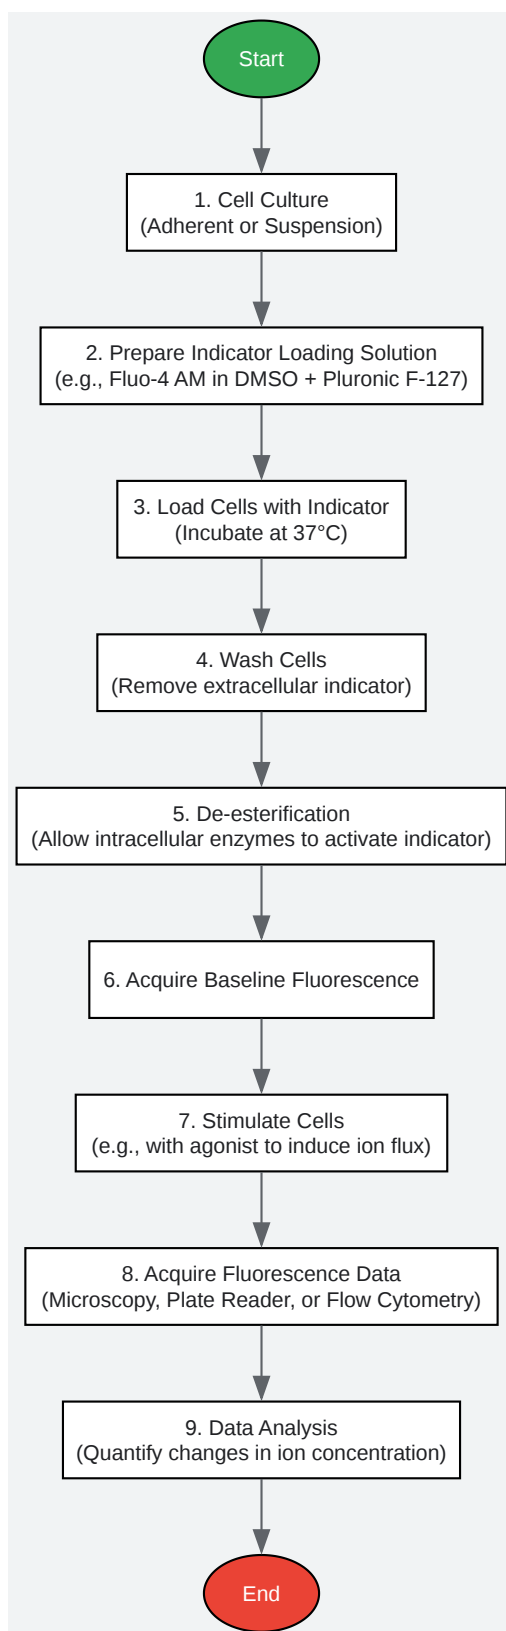 Start
1. Cell Culture
(Adherent or Suspension)
2. Prepare Indicator Loading Solution
(e.g., Fluo-4 AM in DMSO + Pluronic F-127)
3. Load Cells with Indicator
(Incubate at 37°C)
4. Wash Cells
(Remove extracellular indicator)
5. De-esterification
(Allow intracellular enzymes to activate indicator)
6. Acquire Baseline Fluorescence
7. Stimulate Cells
(e.g., with agonist to induce ion flux)
8. Acquire Fluorescence Data
(Microscopy, Plate Reader, or Flow Cytometry)
9. Data Analysis
(Quantify changes in ion concentration)
End